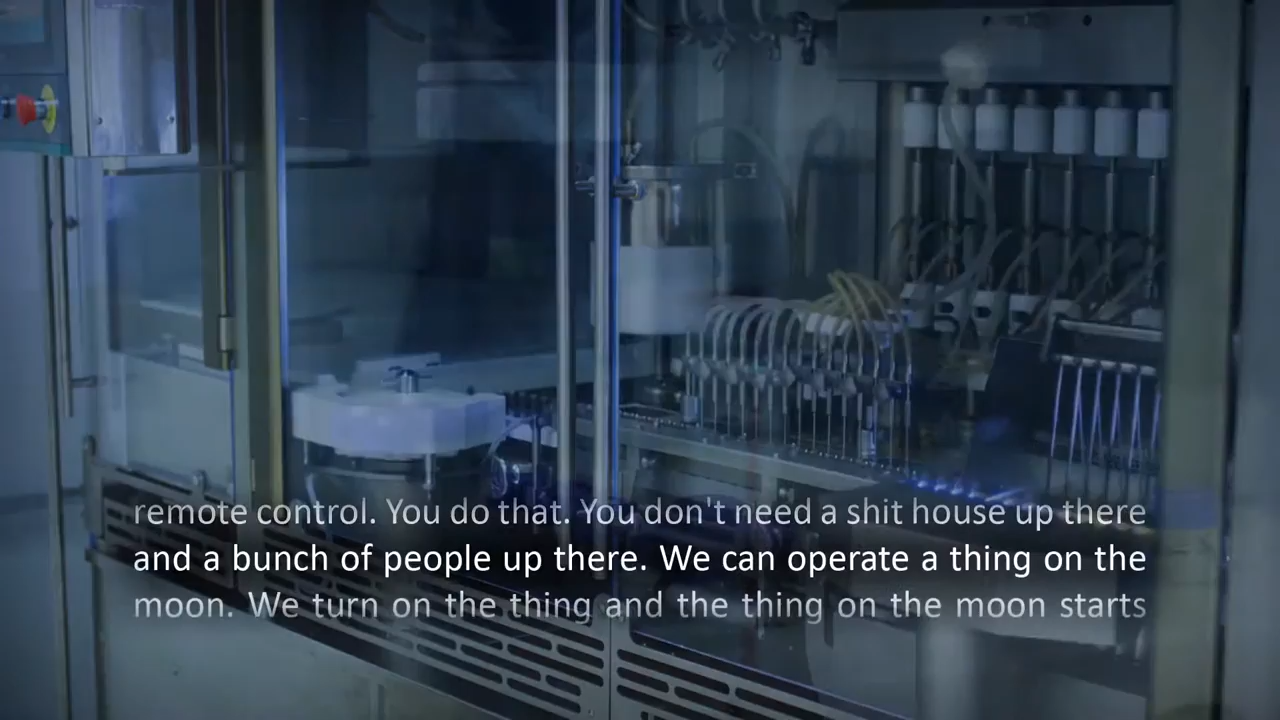 remote control. You do that. You don't need a shit house up there
and a bunch of people up there. We can operate a thing on the
moon. We turn on the thing and the thing on the moon starts